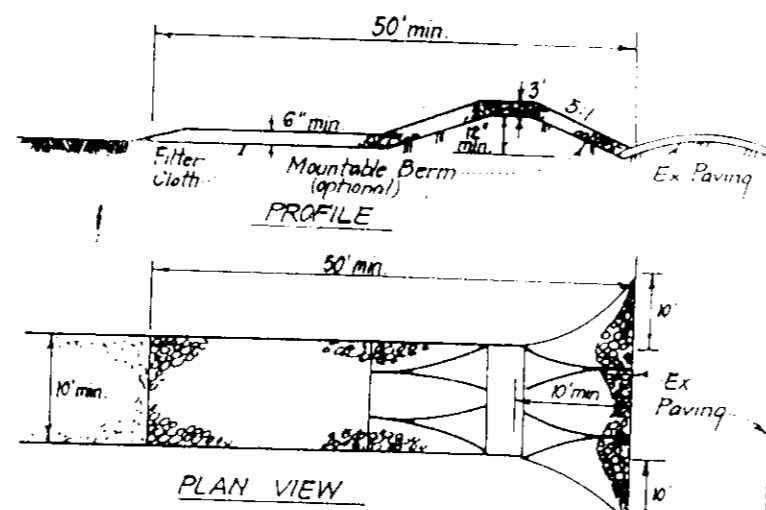 50' min.
6" min
3'
5:1
12"
min.
Filter
Cloth
Mountable Berm
(optional)
Ex Paving
PROFILE
50' min.
10'
10' min.
10' min
Ex
Paving
10'
PLAN VIEW